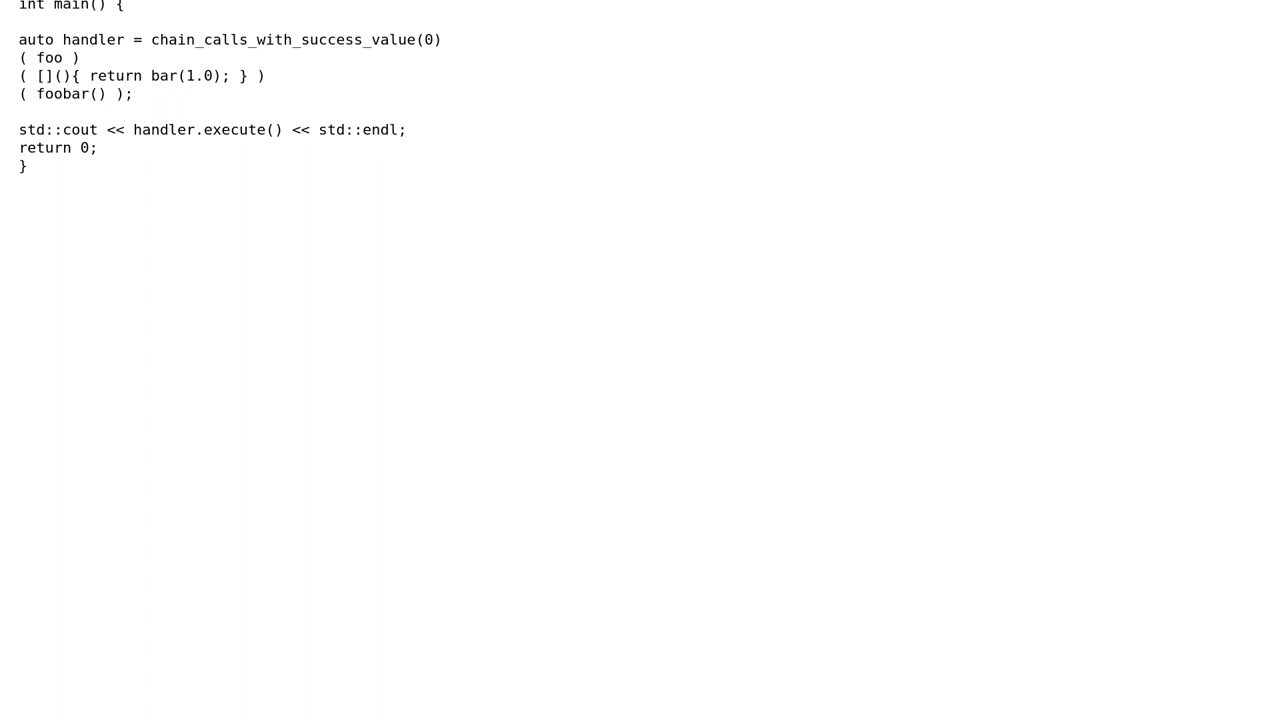 int main() {
auto handler = chain_calls_with_success_value(0)
( foo )
( [](){ return bar(1.0); } )
( foobar() );
std::cout << handler.execute() << std::endl;
return 0;
}